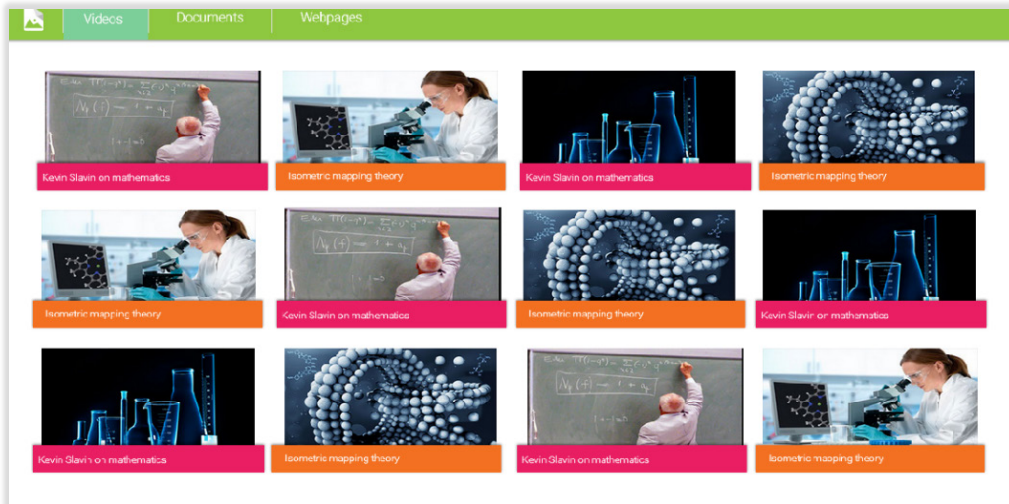 Videos
Documents
Webpages
Kevin Slavin on mathematics
Isometric mapping theory
Kevin Slavin on mathematics
Isometric mapping theory
Isometric mapping theory
Kevin Slavin on mathematics
Isometric mapping theory
Kevin Slavin on mathematics
Kevin Slavin on mathematics
Isometric mapping theory
Kevin Slavin on mathematics
Isometric mapping theory